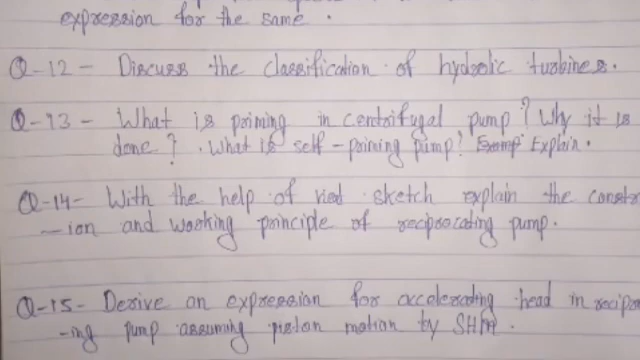 expression for the same.
Q-12 - Discuss the classification of hydrolic turbines.
Q-13 - What is priming in centrifugal pump? Why it is
done? . What is self-priming pump? Explain.
Q-14- With the help of sketch explain the constr
-ion and working principle of reciprocating pump.
Q-15- Derive an expression for accelerading head in recipro
-ing pump assuming piston motion by SHM.